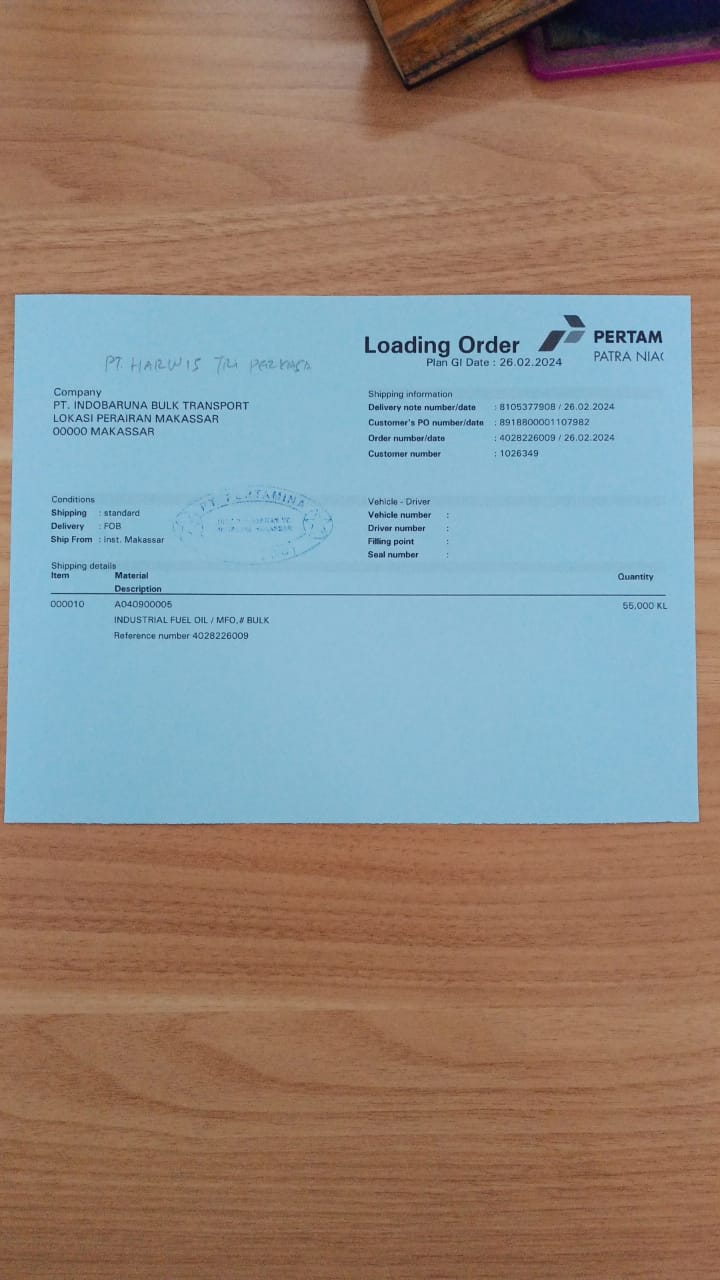 PT. HARWIS TRI PERKASA
Loading Order
Plan GI Date : 26.02.2024
PERTAM
PATRA NIAG
Company
PT. INDOBARUNA BULK TRANSPORT
LOKASI PERAIRAN MAKASSAR
00000 MAKASSAR
Shipping information
Delivery note number/date : 8105377908 / 26.02.2024
Customer's PO number/date : 8918800001107982
Order number/date : 4028226009 / 26.02.2024
Customer number : 1026349
Conditions
Shipping : standard
Delivery : FOB
Ship From : Inst. Makassar
PT. PERTAMINA
Vehicle - Driver
Vehicle number :
Driver number :
Filling point :
Seal number :
Shipping details
Item Material Quantity
Description
000010 A040900005 55,000 KL
INDUSTRIAL FUEL OIL / MFO,# BULK
Reference number 4028226009